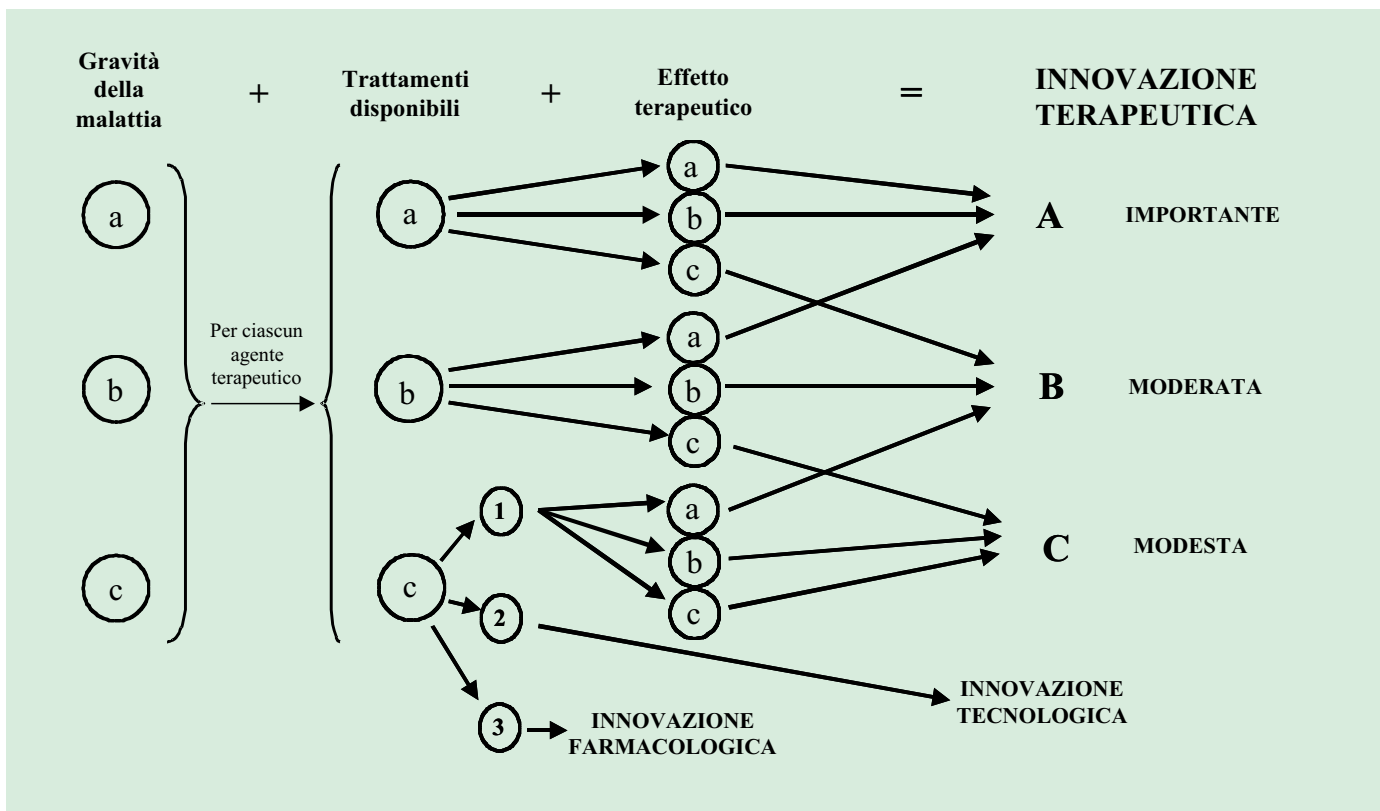 Gravità
della
malattia
+
Trattamenti
disponibili
+
Effetto
terapeutico
=
INNOVAZIONE
TERAPEUTICA
a
b
c
Per ciascun
agente
terapeutico
a
a
b
c
A IMPORTANTE
b
a
b
c
B MODERATA
c
1
2
3
a
b
c
C MODESTA
INNOVAZIONE
TECNOLOGICA
INNOVAZIONE
FARMACOLOGICA